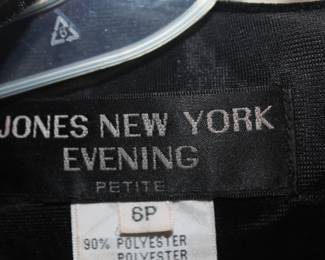 JONES NEW YORK
EVENING
PETITE
6P
90% POLYESTER
POLYESTER